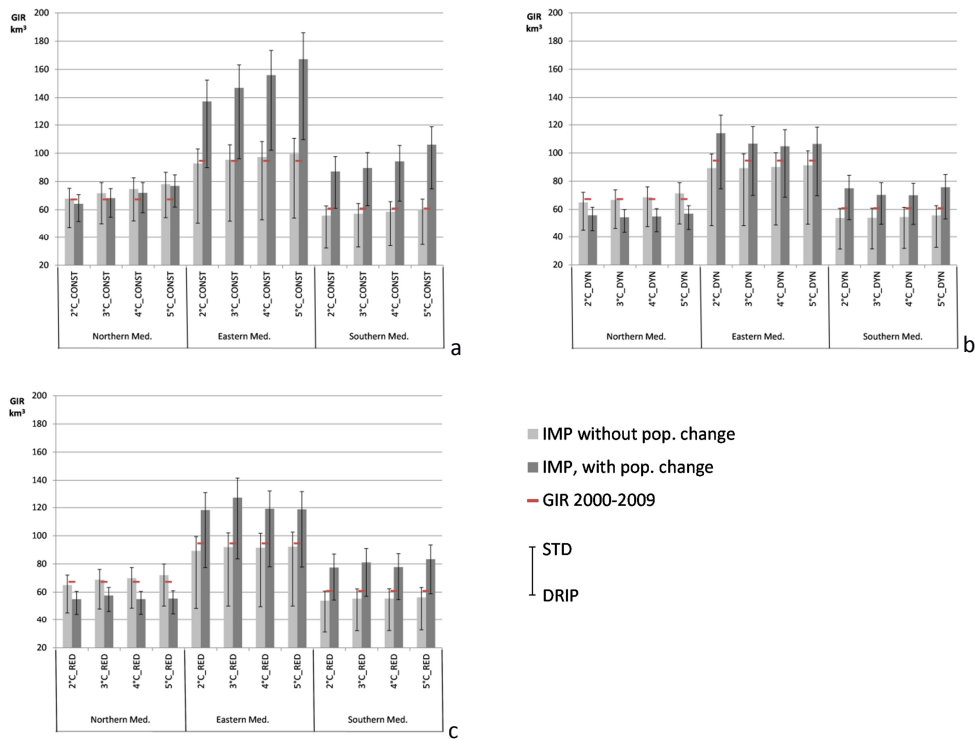 GIR
km³
200
180
160
140
120
100
80
60
40
20
2°C_CONST
3°C_CONST
4°C_CONST
5°C_CONST
2°C_CONST
3°C_CONST
4°C_CONST
5°C_CONST
2°C_CONST
3°C_CONST
4°C_CONST
5°C_CONST
Northern Med.
Eastern Med.
Southern Med.
a
GIR
km³
200
180
160
140
120
100
80
60
40
20
2°C_DYN
3°C_DYN
4°C_DYN
5°C_DYN
2°C_DYN
3°C_DYN
4°C_DYN
5°C_DYN
2°C_DYN
3°C_DYN
4°C_DYN
5°C_DYN
Northern Med.
Eastern Med.
Southern Med.
b
GIR
km³
200
180
160
140
120
100
80
60
40
20
2°C_RED
3°C_RED
4°C_RED
5°C_RED
2°C_RED
3°C_RED
4°C_RED
5°C_RED
2°C_RED
3°C_RED
4°C_RED
5°C_RED
Northern Med.
Eastern Med.
Southern Med.
c
IMP without pop. change
IMP, with pop. change
GIR 2000-2009
STD
DRIP